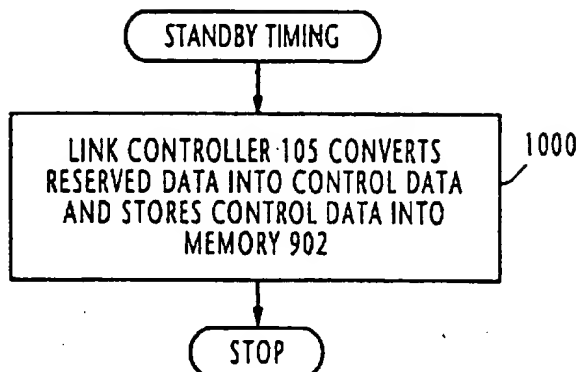 STANDBY TIMING
LINK CONTROLLER 105 CONVERTS
RESERVED DATA INTO CONTROL DATA
AND STORES CONTROL DATA INTO
MEMORY 902
1000
STOP